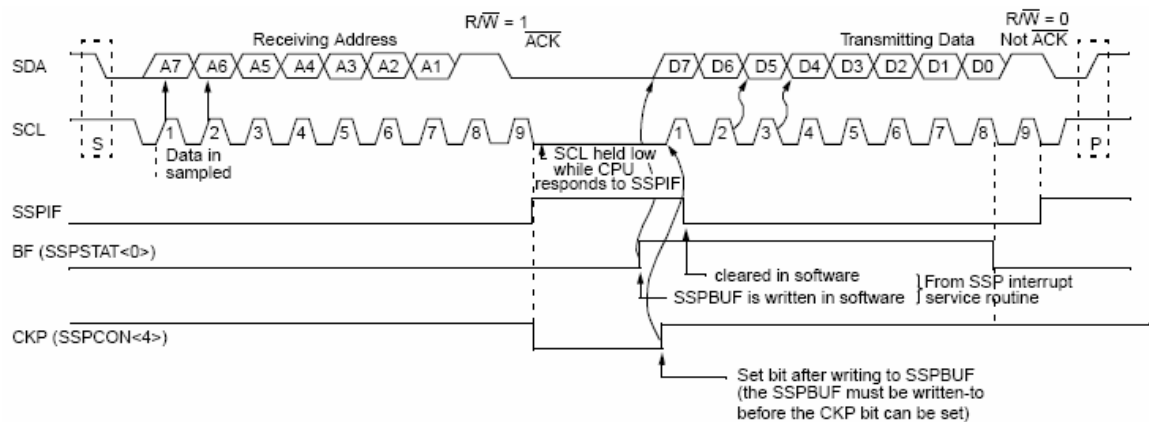 R/W = 1
ACK
R/W = 0
Not ACK
Receiving Address
Transmitting Data
SDA
A7 A6 A5 A4 A3 A2 A1
D7 D6 D5 D4 D3 D2 D1 D0
SCL
S
1 2 3 4 5 6 7 8 9
1 2 3 4 5 6 7 8 9
P
Data in
sampled
SCL held low
while CPU
responds to SSPIF
SSPIF
BF (SSPSTAT<0>)
cleared in software
SSPBUF is written in software
From SSP interrupt
service routine
CKP (SSPCON<4>)
Set bit after writing to SSPBUF
(the SSPBUF must be written-to
before the CKP bit can be set)